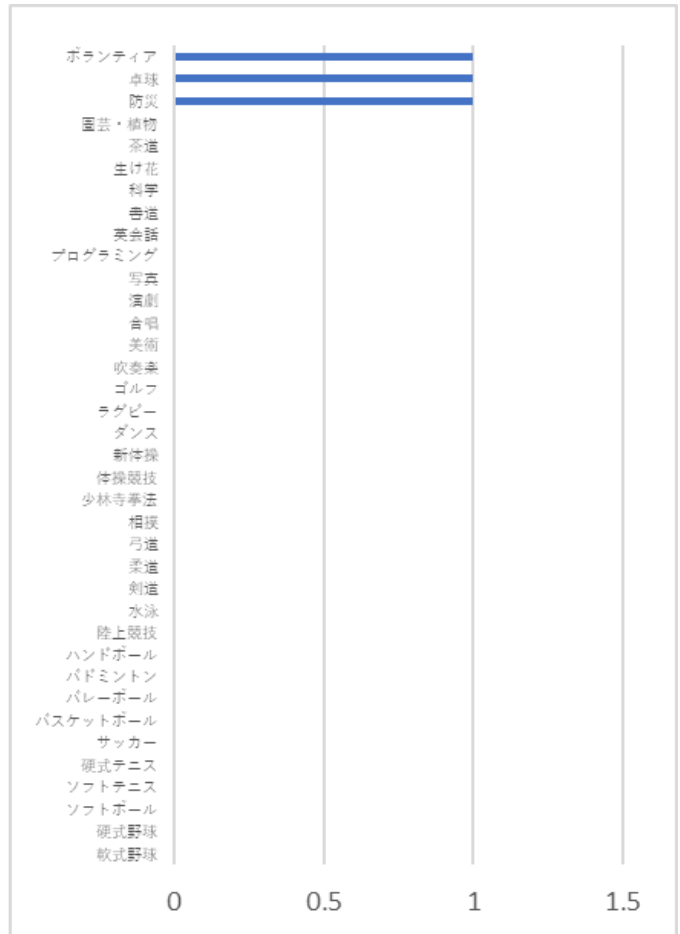 ボランティア
卓球
防災
園芸・植物
茶道
生け花
科学
書道
英会話
プログラミング
写真
演劇
合唱
美術
吹奏楽
ゴルフ
ラグビー
ダンス
新体操
体操競技
少林寺拳法
相撲
弓道
柔道
剣道
水泳
陸上競技
ハンドボール
バドミントン
バレーボール
バスケットボール
サッカー
硬式テニス
ソフトテニス
ソフトボール
硬式野球
軟式野球
0 0.5 1 1.5